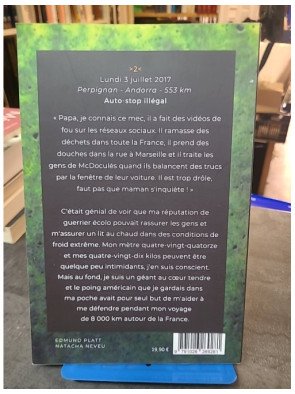 »2«
Lundi 3 juillet 2017
Perpignan - Andorra - 553 km
Auto-stop illégal
« Papa, je connais ce mec, il a fait des vidéos de
fou sur les réseaux sociaux. Il ramasse des
déchets dans toute la France, il prend des
douches dans la rue à Marseille et il traite les
gens de McDoculés quand ils balancent des trucs
par la fenêtre de leur voiture. Il est trop drôle,
faut pas que maman s'inquiète ! »
C'était génial de voir que ma réputation de
guerrier écolo pouvait rassurer les gens et
m'assurer un lit au chaud dans des conditions de
froid extrême. Mon mètre quatre-vingt-quatorze
et mes quatre-vingt-dix kilos peuvent être
quelque peu intimidants, j'en suis conscient.
Mais au fond, je suis un géant au cœur tendre
et le poing américain que je gardais dans
ma poche avait pour seul but de m'aider à
me défendre pendant mon voyage
de 8 000 km autour de la France.
EDMUND PLATT
NATACHA NEVEU
19,90 €